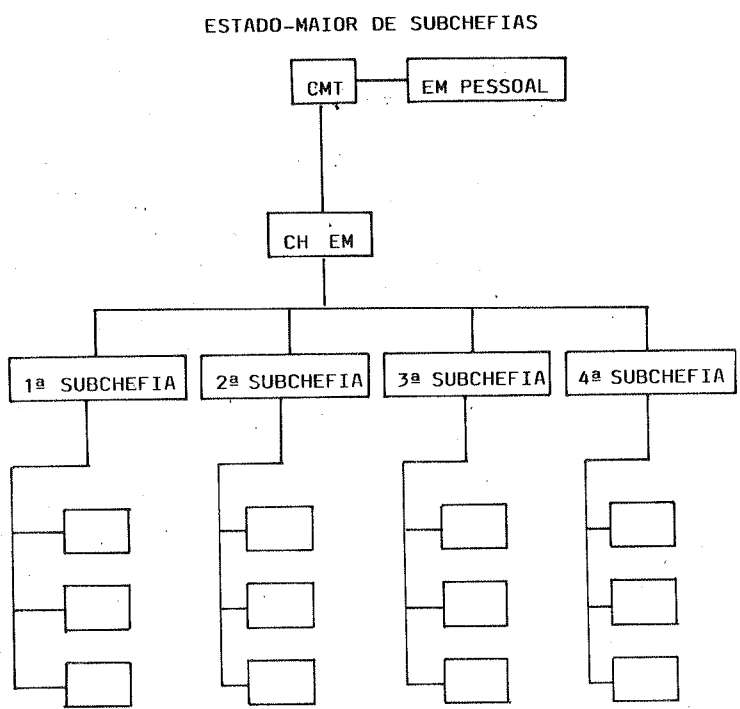 ESTADO-MAIOR DE SUBCHEFIAS
CMT
EM PESSOAL
CH EM
1ª SUBCHEFIA
2ª SUBCHEFIA
3ª SUBCHEFIA
4ª SUBCHEFIA